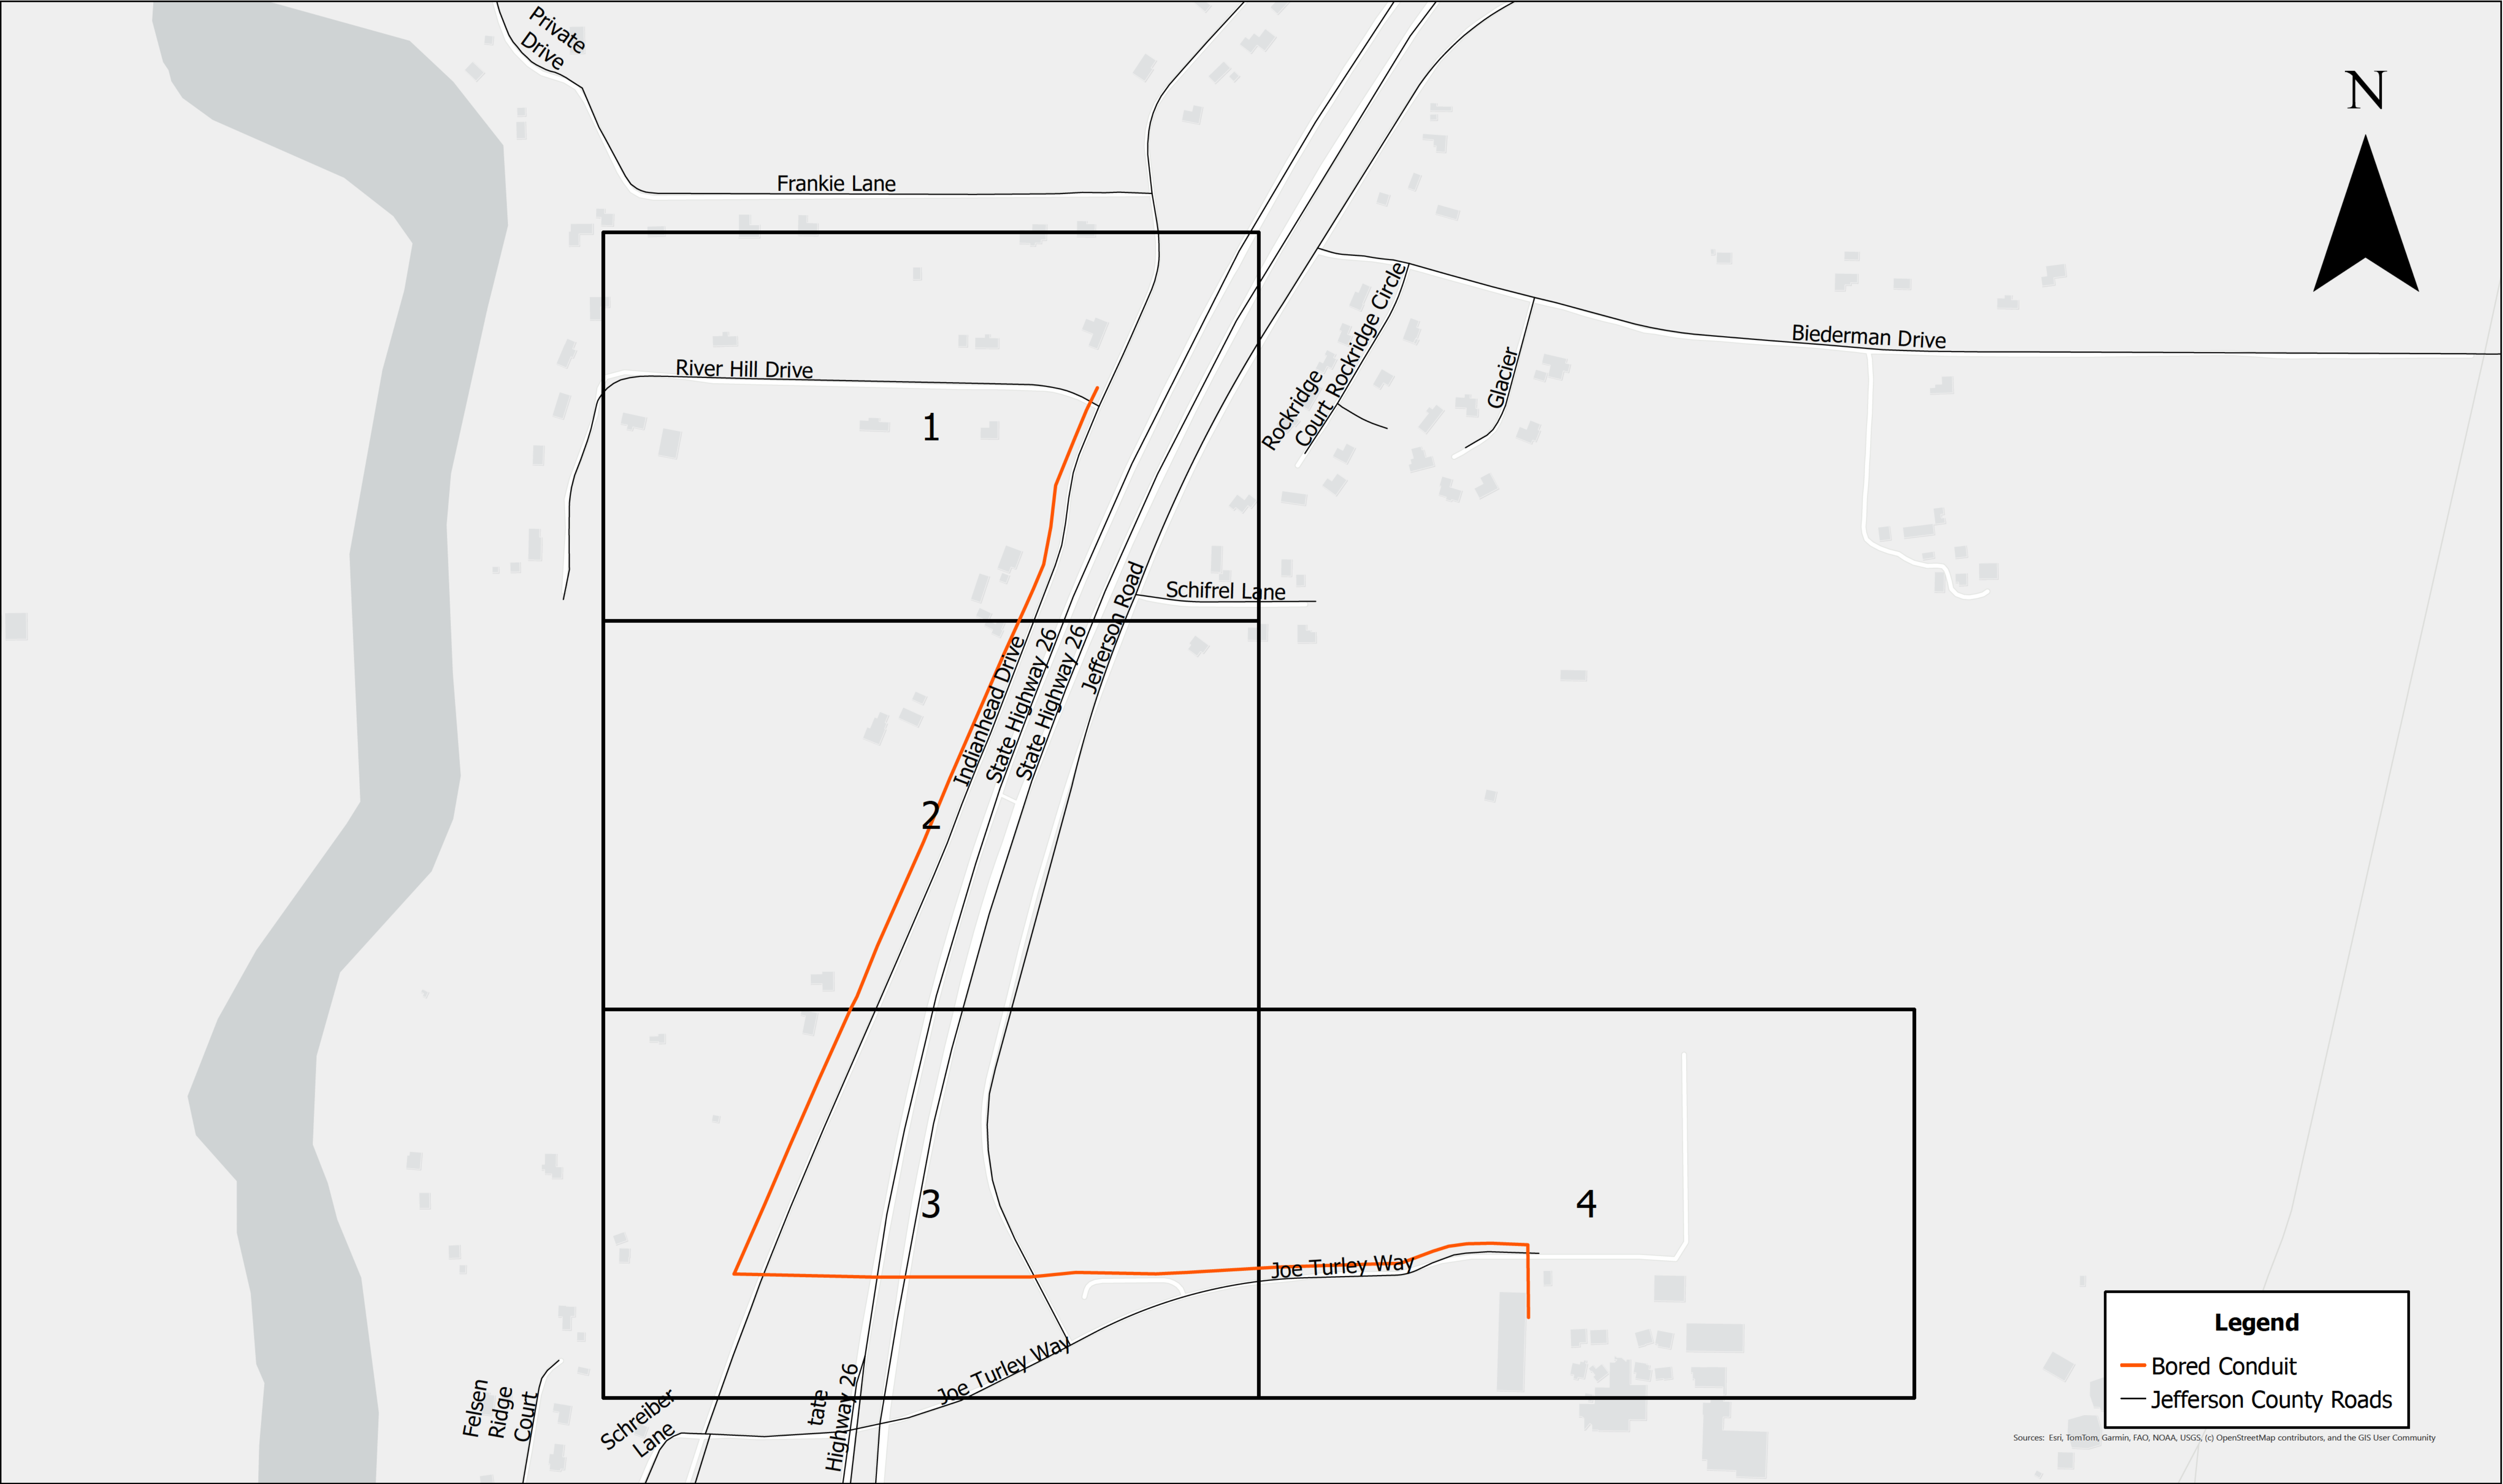 Private
Drive
N
Frankie Lane
Biederman Drive
River Hill Drive
Rockridge Circle
Rockridge
Court
Glacier
1
Schifrel Lane
Jefferson Road
Indianhead Drive
State Highway 26
State Highway 26
2
3
4
Joe Turley Way
Joe Turley Way
Felsen
Ridge
Court
Schreiber
Lane
tate
Highway 26
Legend
Bored Conduit
Jefferson County Roads
Sources: Esri, TomTom, Garmin, FAO, NOAA, USGS, (c) OpenStreetMap contributors, and the GIS User Community